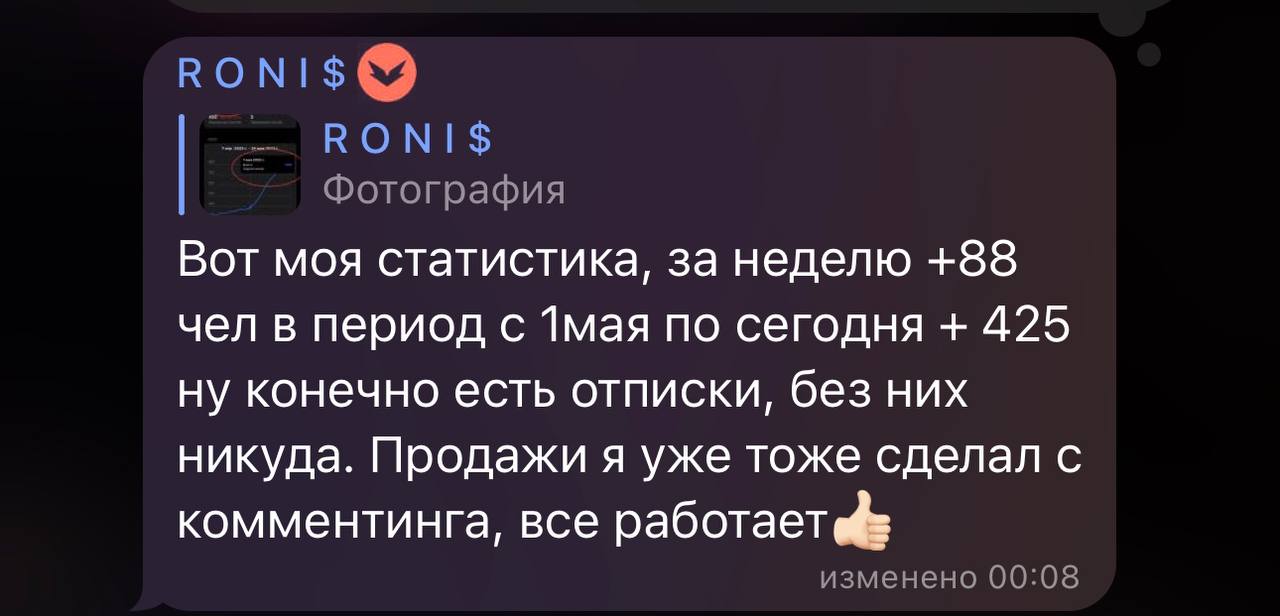 RONI$
RONI$
Фотография
Вот моя статистика, за неделю +88
чел в период с 1мая по сегодня + 425
ну конечно есть отписки, без них
никуда. Продажи я уже тоже сделал с
комментинга, все работает👍🏻
изменено 00:08